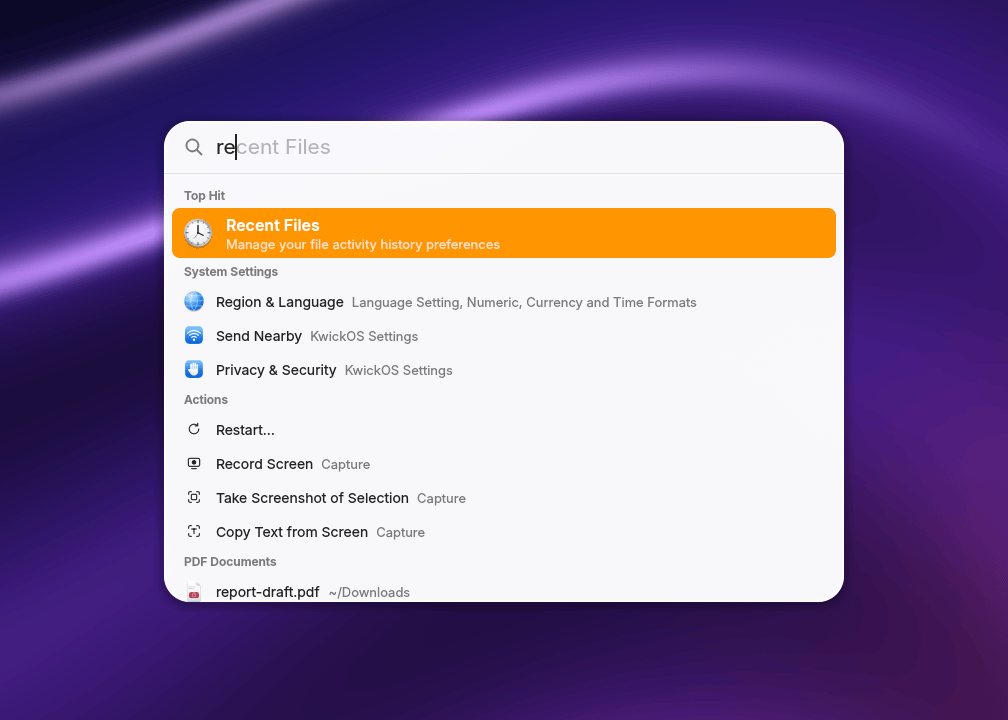 recent Files
Top Hit
Recent Files
Manage your file activity history preferences
System Settings
Region & Language Language Setting, Numeric, Currency and Time Formats
Send Nearby KwickOS Settings
Privacy & Security KwickOS Settings
Actions
Restart...
Record Screen Capture
Take Screenshot of Selection Capture
Copy Text from Screen Capture
PDF Documents
report-draft.pdf ~/Downloads